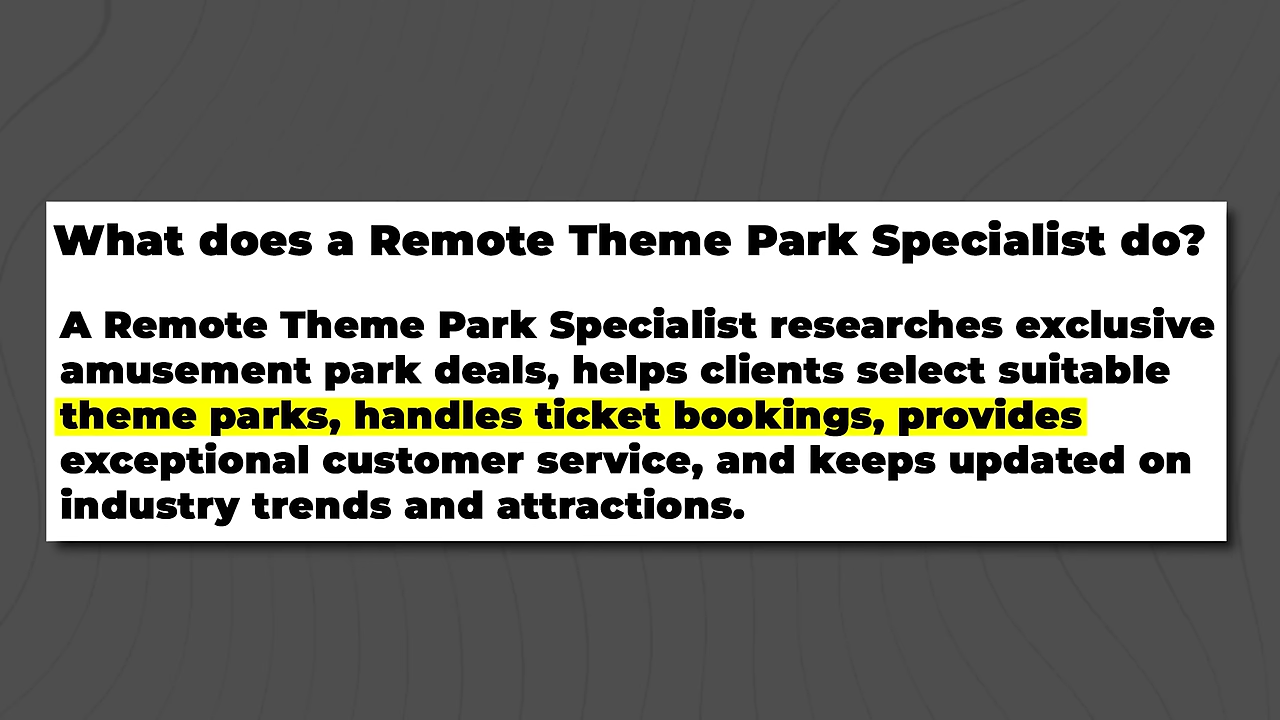 What does a Remote Theme Park Specialist do?
A Remote Theme Park Specialist researches exclusive
amusement park deals, helps clients select suitable
theme parks, handles ticket bookings, provides
exceptional customer service, and keeps updated on
industry trends and attractions.